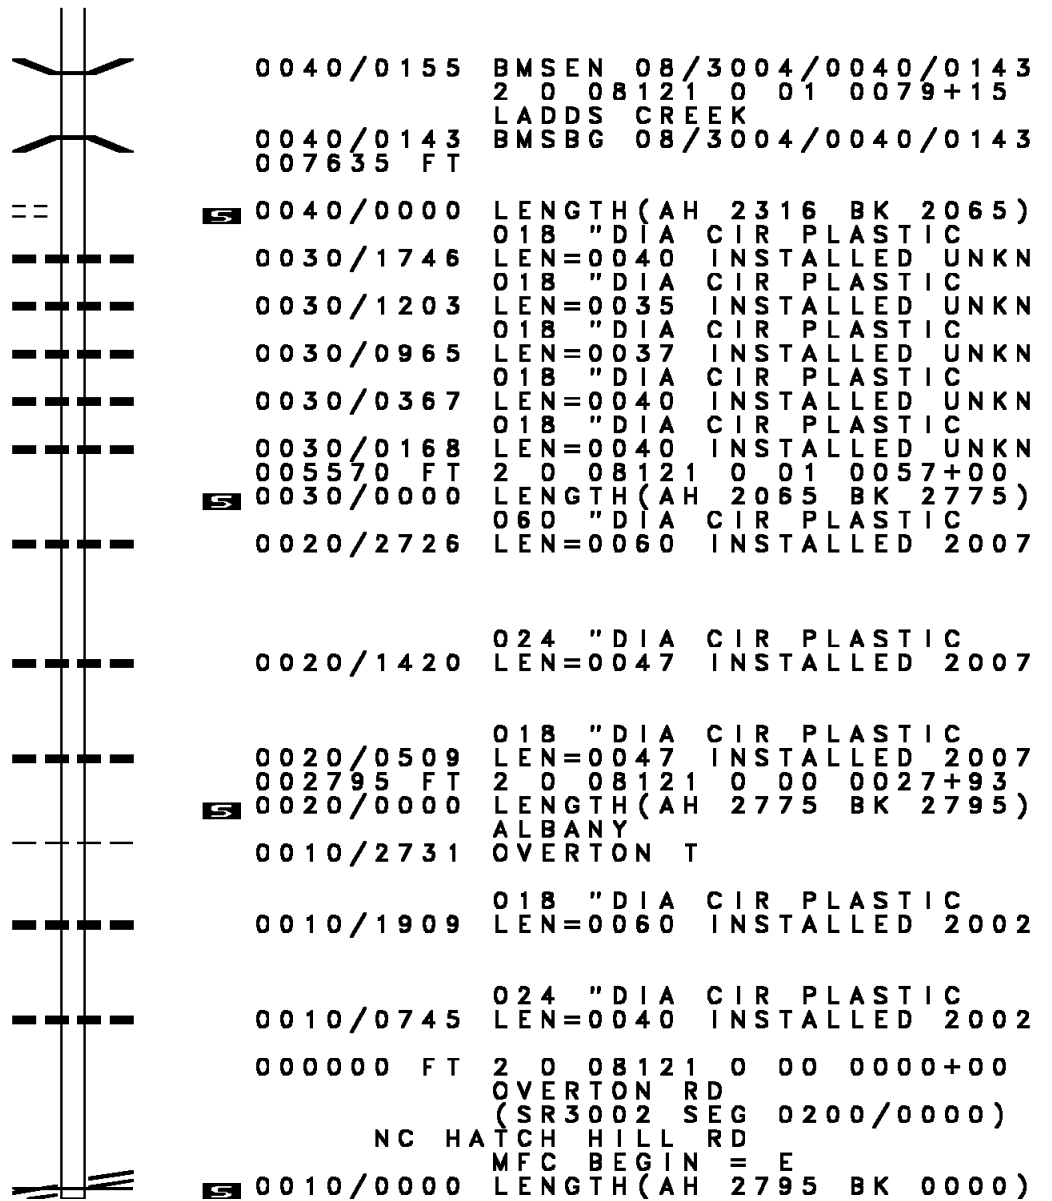 0040/0155 BMSEN 08/3004/0040/0143
2 0 08121 0 01 0079+15
LADDS CREEK
0040/0143 BMSBG 08/3004/0040/0143
007635 FT
S 0040/0000 LENGTH(AH 2316 BK 2065)
018 "DIA CIR PLASTIC
0030/1746 LEN=0040 INSTALLED UNKN
018 "DIA CIR PLASTIC
0030/1203 LEN=0035 INSTALLED UNKN
018 "DIA CIR PLASTIC
0030/0965 LEN=0037 INSTALLED UNKN
018 "DIA CIR PLASTIC
0030/0367 LEN=0040 INSTALLED UNKN
018 "DIA CIR PLASTIC
0030/0168 LEN=0040 INSTALLED UNKN
005570 FT 2 0 08121 0 01 0057+00
S 0030/0000 LENGTH(AH 2065 BK 2775)
060 "DIA CIR PLASTIC
0020/2726 LEN=0060 INSTALLED 2007
024 "DIA CIR PLASTIC
0020/1420 LEN=0047 INSTALLED 2007
018 "DIA CIR PLASTIC
0020/0509 LEN=0047 INSTALLED 2007
002795 FT 2 0 08121 0 00 0027+93
S 0020/0000 LENGTH(AH 2775 BK 2795)
ALBANY
0010/2731 OVERTON T
018 "DIA CIR PLASTIC
0010/1909 LEN=0060 INSTALLED 2002
024 "DIA CIR PLASTIC
0010/0745 LEN=0040 INSTALLED 2002
000000 FT 2 0 08121 0 00 0000+00
OVERTON RD
(SR3002 SEG 0200/0000)
NC HATCH HILL RD
MFC BEGIN = E
S 0010/0000 LENGTH(AH 2795 BK 0000)